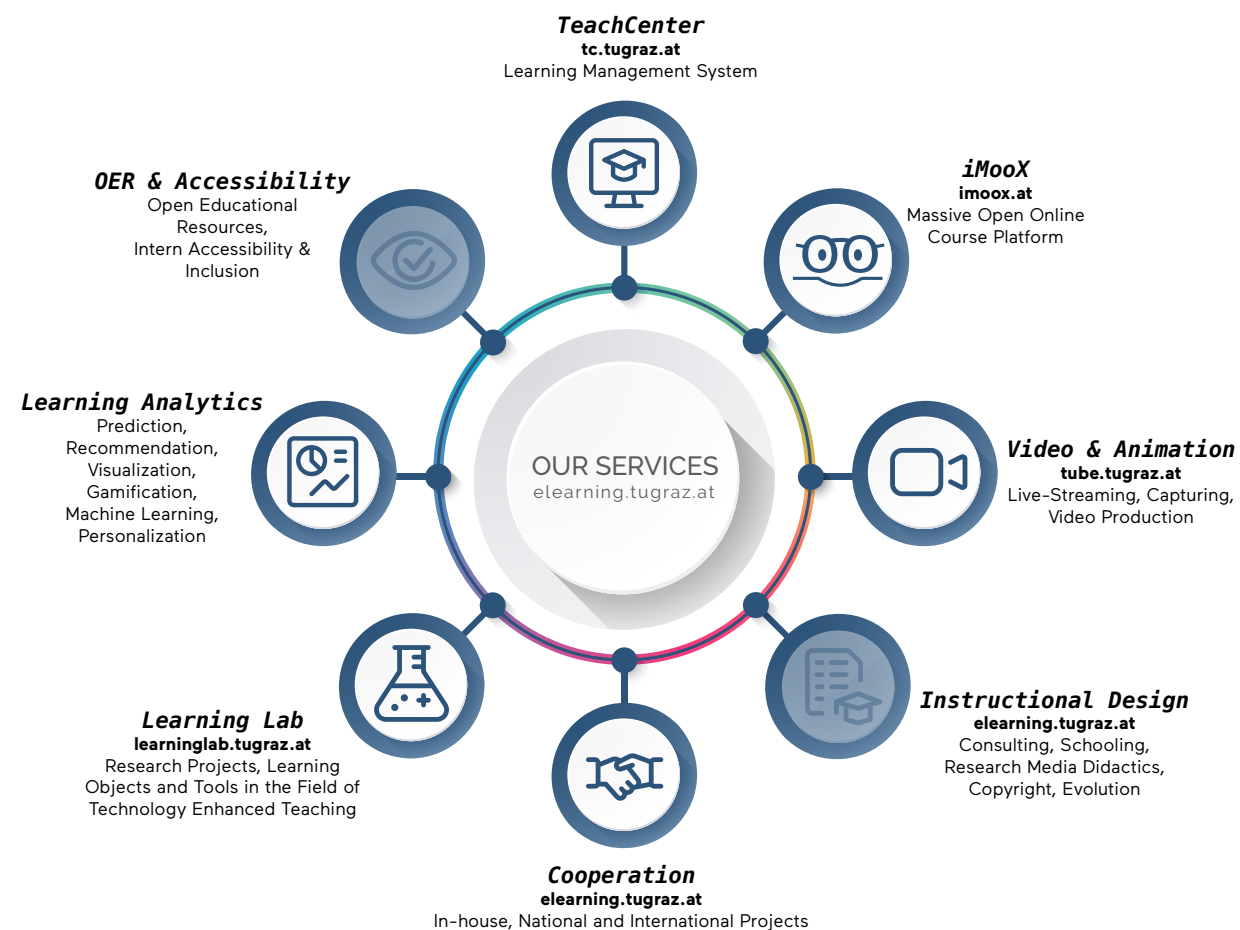 TeachCenter
tc.tugraz.at
Learning Management System
iMooX
imoox.at
Massive Open Online
Course Platform
OER & Accessibility
Open Educational
Resources,
Intern Accessibility &
Inclusion
Learning Analytics
Prediction,
Recommendation,
Visualization,
Gamification,
Machine Learning,
Personalization
OUR SERVICES
elearning.tugraz.at
Video & Animation
tube.tugraz.at
Live-Streaming, Capturing,
Video Production
Instructional Design
elearning.tugraz.at
Consulting, Schooling,
Research Media Didactics,
Copyright, Evolution
Learning Lab
learninglab.tugraz.at
Research Projects, Learning
Objects and Tools in the Field of
Technology Enhanced Teaching
Cooperation
elearning.tugraz.at
In-house, National and International Projects